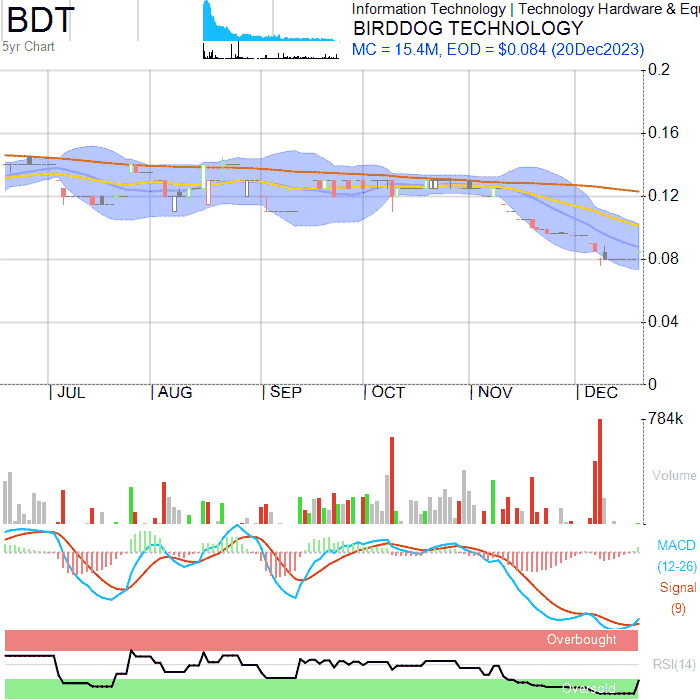 BDT
5yr Chart
Information Technology | Technology Hardware & Equ
BIRDDOG TECHNOLOGY
MC = 15.4M, EOD = $0.084 (20Dec2023)
0.2
0.16
0.12
0.08
0.04
0
JUL AUG SEP OCT NOV DEC
784k
Volume
MACD
(12-26)
Signal
(9)
Overbought
RSI(14)
Oversold